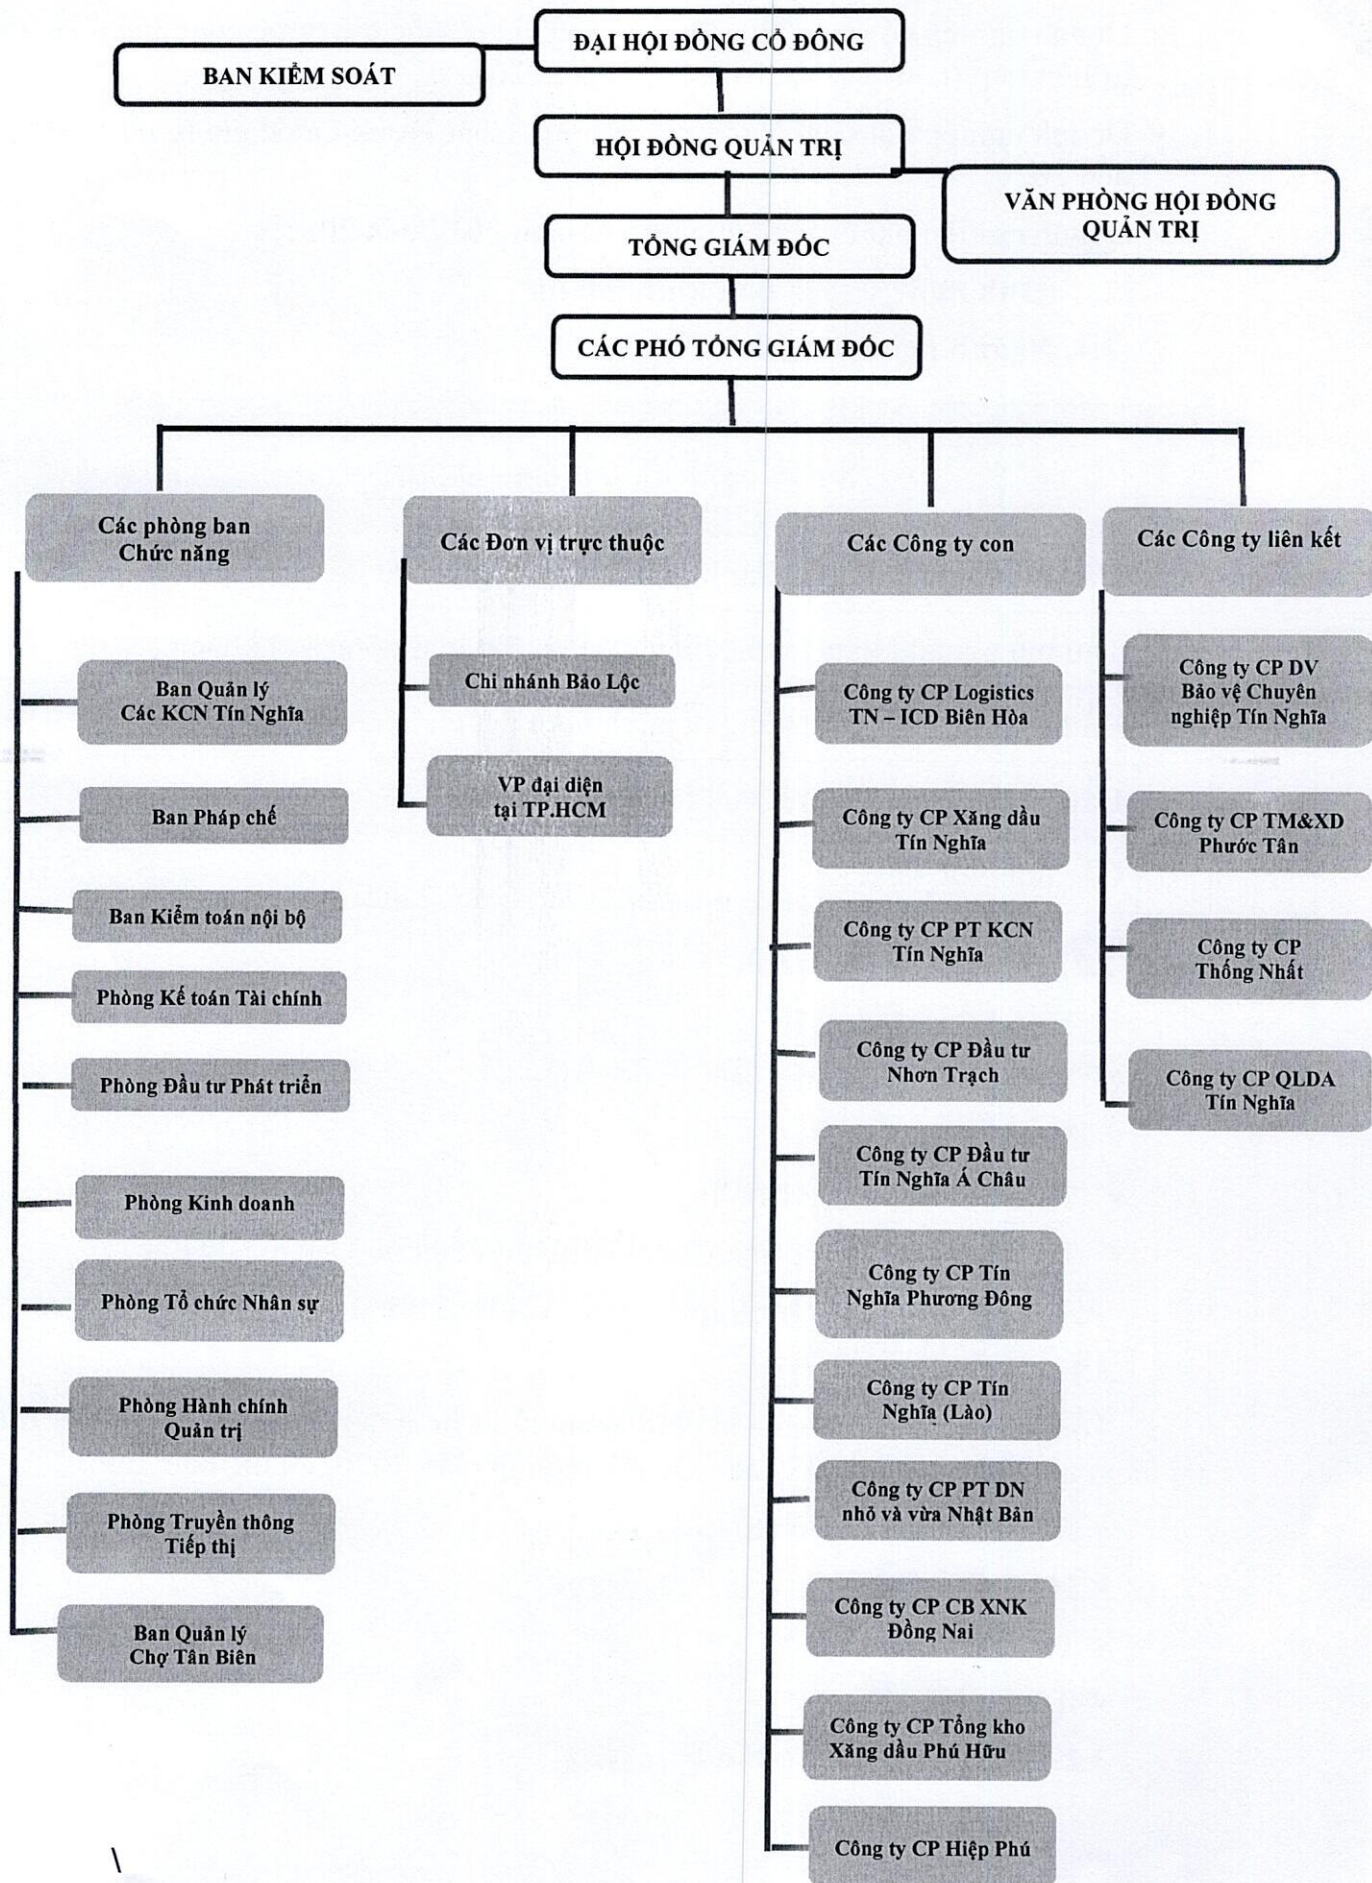 ĐẠI HỘI ĐỒNG CỔ ĐÔNG
BAN KIỂM SOÁT
HỘI ĐỒNG QUẢN TRỊ
VĂN PHÒNG HỘI ĐỒNG
QUẢN TRỊ
TỔNG GIÁM ĐỐC
CÁC PHÓ TỔNG GIÁM ĐỐC
Các phòng ban
Chức năng
Ban Quản lý
Các KCN Tín Nghĩa
Ban Pháp chế
Ban Kiểm toán nội bộ
Phòng Kế toán Tài chính
Phòng Đầu tư Phát triển
Phòng Kinh doanh
Phòng Tổ chức Nhân sự
Phòng Hành chính
Quản trị
Phòng Truyền thông
Tiếp thị
Ban Quản lý
Chợ Tân Biên
Các Đơn vị trực thuộc
Chi nhánh Bảo Lộc
VP đại diện
tại TP.HCM
Các Công ty con
Công ty CP Logistics
TN – ICD Biên Hòa
Công ty CP Xăng dầu
Tín Nghĩa
Công ty CP PT KCN
Tín Nghĩa
Công ty CP Đầu tư
Nhơn Trạch
Công ty CP Đầu tư
Tín Nghĩa Á Châu
Công ty CP Tín
Nghĩa Phương Đông
Công ty CP Tín
Nghĩa (Lào)
Công ty CP PT DN
nhỏ và vừa Nhật Bản
Công ty CP CB XNK
Đồng Nai
Công ty CP Tổng kho
Xăng dầu Phú Hữu
Công ty CP Hiệp Phú
Các Công ty liên kết
Công ty CP DV
Bảo vệ Chuyên
nghiệp Tín Nghĩa
Công ty CP TM&XD
Phước Tân
Công ty CP
Thống Nhất
Công ty CP QLDA
Tín Nghĩa